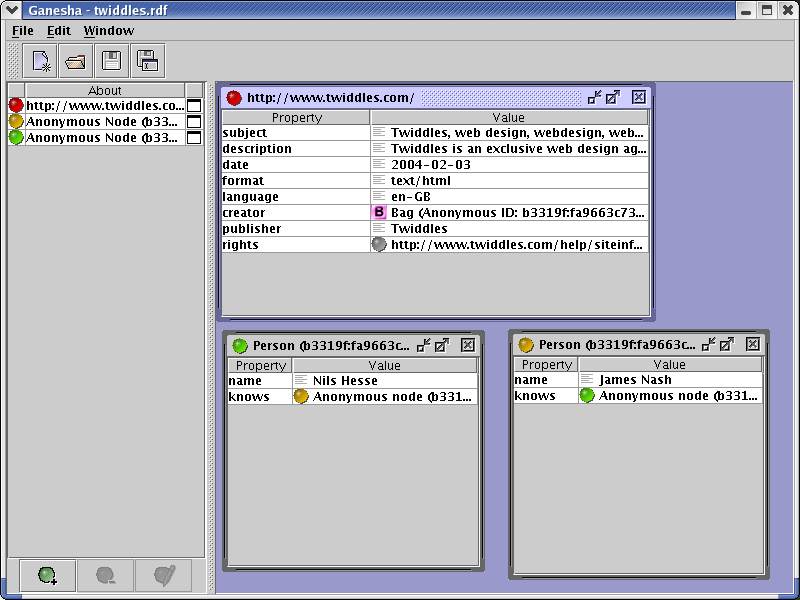 Ganesha - twiddles.rdf
File Edit Window
About
http://www.twiddles.co...
Anonymous Node (b33...
Anonymous Node (b33...
http://www.twiddles.com/
Property Value
subject Twiddles, web design, webdesign, web...
description Twiddles is an exclusive web design ag...
date 2004-02-03
format text/html
language en-GB
creator B Bag (Anonymous ID: b3319f:fa9663c73...
publisher Twiddles
rights http://www.twiddles.com/help/siteinf...
Person (b3319f:fa9663c...
Property Value
name Nils Hesse
knows Anonymous node (b331...
Person (b3319f:fa9663c...
Property Value
name James Nash
knows Anonymous node (b331...